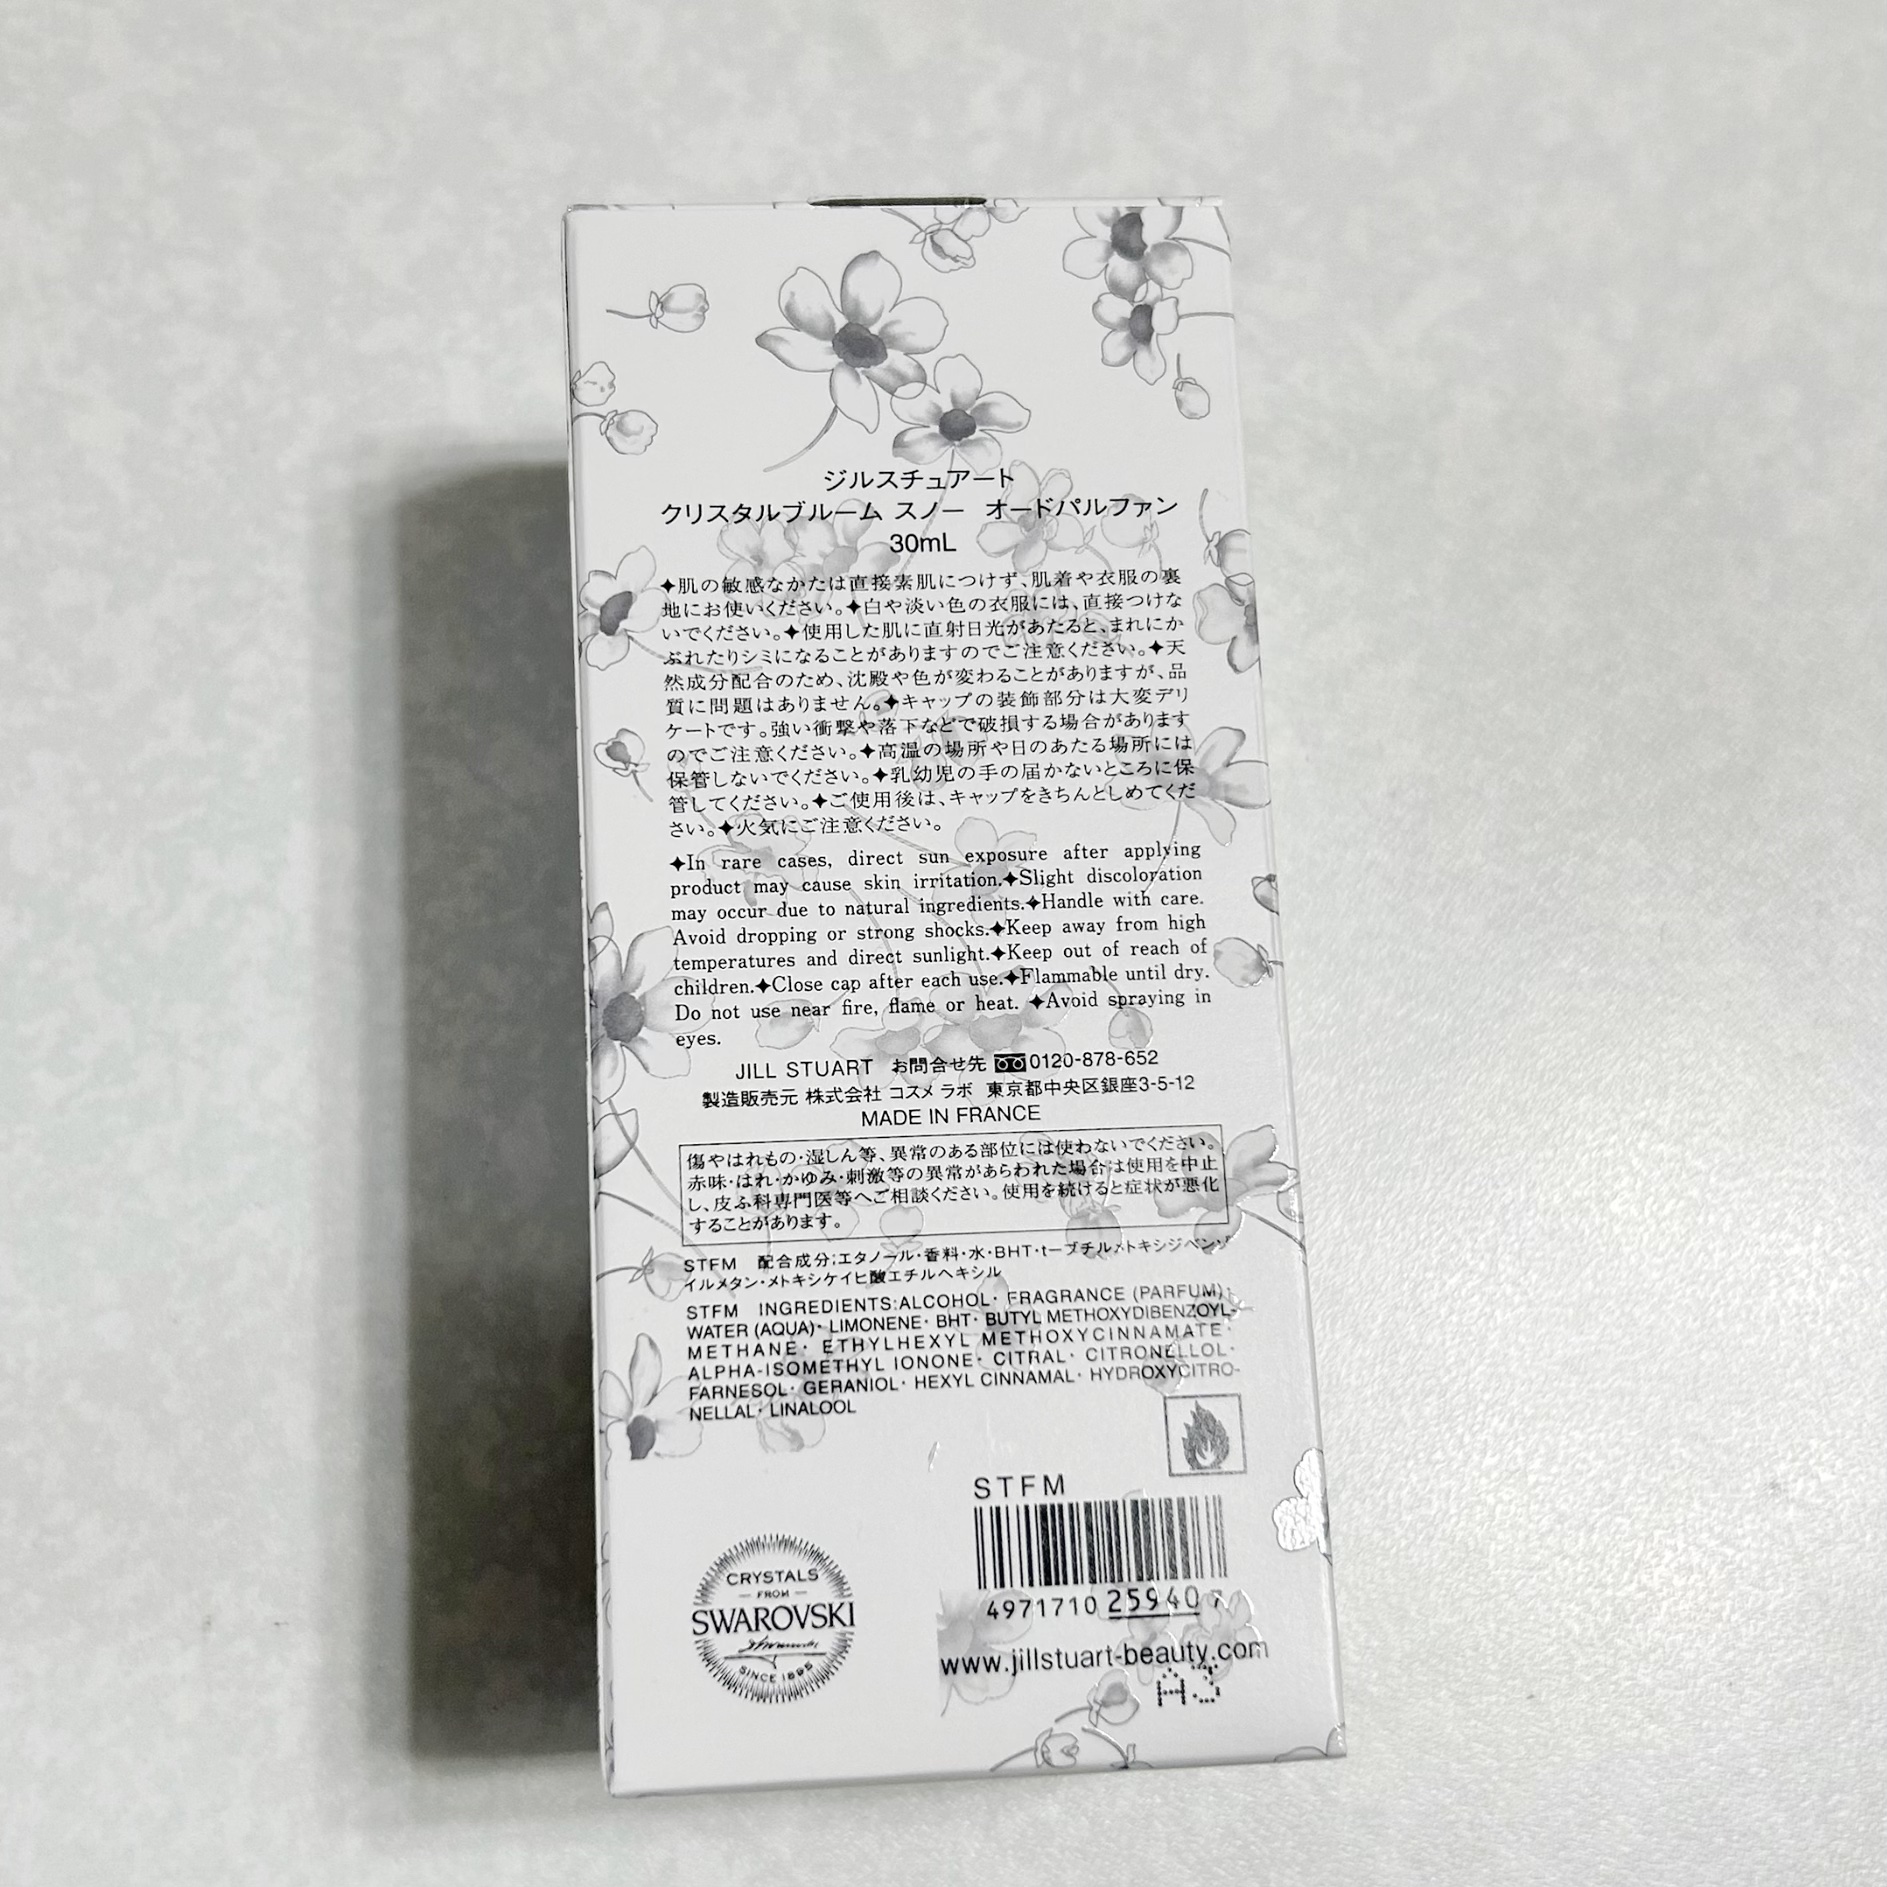 ジルスチュアート
クリスタルブルーム スノー オードパルファン
30mL
✦肌の敏感なかたは直接素肌につけず、肌着や衣服の裏
地にお使いください。✦白や淡い色の衣服には、直接つけな
いでください。✦使用した肌に直射日光があたると、まれにか
ぶれたりシミになることがありますのでご注意ください。✦天
然成分配合のため、沈殿や色が変わることがありますが、品
質に問題はありません。✦キャップの装飾部分は大変デリ
ケートです。強い衝撃や落下などで破損する場合があります
のでご注意ください。✦高温の場所や日のあたる場所には
保管しないでください。✦乳幼児の手の届かないところに保
管してください。✦ご使用後は、キャップをきちんとしめてくだ
さい。✦火気にご注意ください。
✦In rare cases, direct sun exposure after applying
product may cause skin irritation.✦Slight discoloration
may occur due to natural ingredients.✦Handle with care.
Avoid dropping or strong shocks.✦Keep away from high
temperatures and direct sunlight.✦Keep out of reach of
children.✦Close cap after each use.✦Flammable until dry.
Do not use near fire, flame or heat. ✦Avoid spraying in
eyes.
JILL STUART お問合せ先 0120-878-652
製造販売元 株式会社 コスメ ラボ 東京都中央区銀座3-5-12
MADE IN FRANCE
傷やはれもの・湿しん等、異常のある部位には使わないでください。
赤味・はれ・かゆみ・刺激等の異常があらわれた場合は使用を中止
し、皮ふ科専門医等へご相談ください。使用を続けると症状が悪化
することがあります。
STFM 配合成分:エタノール・香料・水・BHT・t-ブチルメトキシジベンゾ
イルメタン・メトキシケイヒ酸エチルヘキシル
STFM INGREDIENTS:ALCOHOL・ FRAGRANCE (PARFUM)・
WATER (AQUA)・ LIMONENE・ BHT・ BUTYL METHOXYDIBENZOYL-
METHANE・ ETHYLHEXYL METHOXYCINNAMATE・
ALPHA-ISOMETHYL IONONE・ CITRAL・ CITRONELLOL・
FARNESOL・ GERANIOL・ HEXYL CINNAMAL・ HYDROXYCITRO-
NELLAL・ LINALOOL
STFM
4971710 259407
www.jillstuart-beauty.com
A3
CRYSTALS
FROM
SWAROVSKI
SINCE 1895